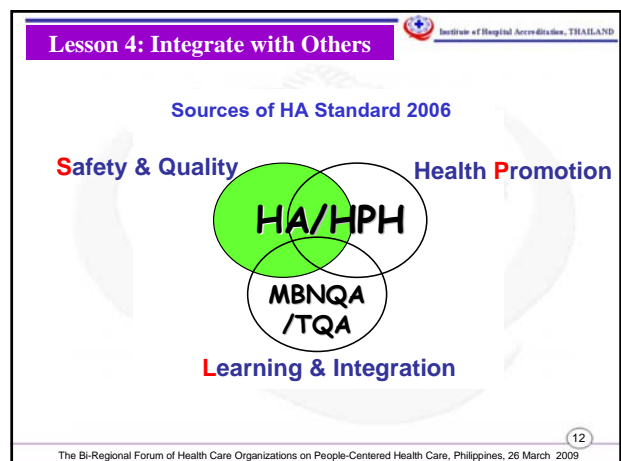 Lesson 4: Integrate with Others
Institute of Hospital Accreditation, THAILAND
Sources of HA Standard 2006
Safety & Quality
Health Promotion
HA/HPH
MBNQA
/TQA
Learning & Integration
12
The Bi-Regional Forum of Health Care Organizations on People-Centered Health Care, Philippines, 26 March 2009